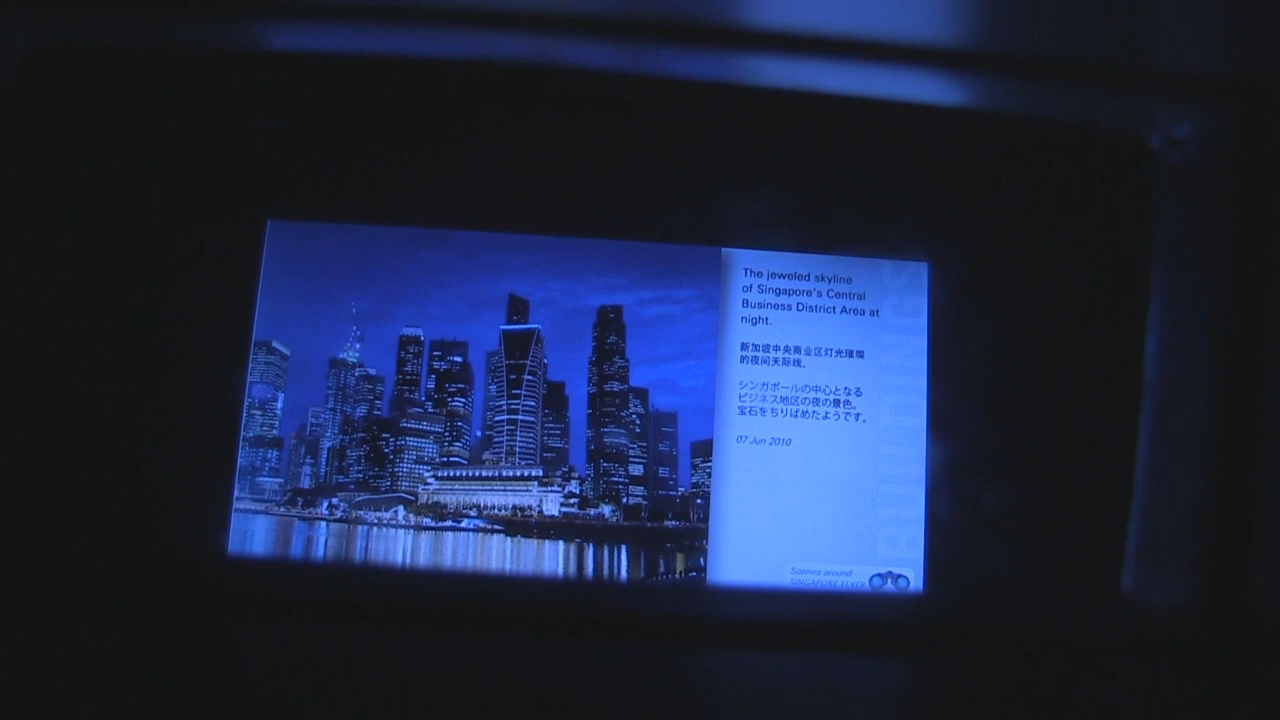 The jeweled skyline
of Singapore's Central
Business District Area at
night.
新加坡中央商业区灯光璀璨
的夜间天际线。
シンガポールの中心となる
ビジネス地区の夜の景色。
宝石をちりばめたようです。
07 Jun 2010
BUILDINGS
Scenes around
SINGAPORE FLYER